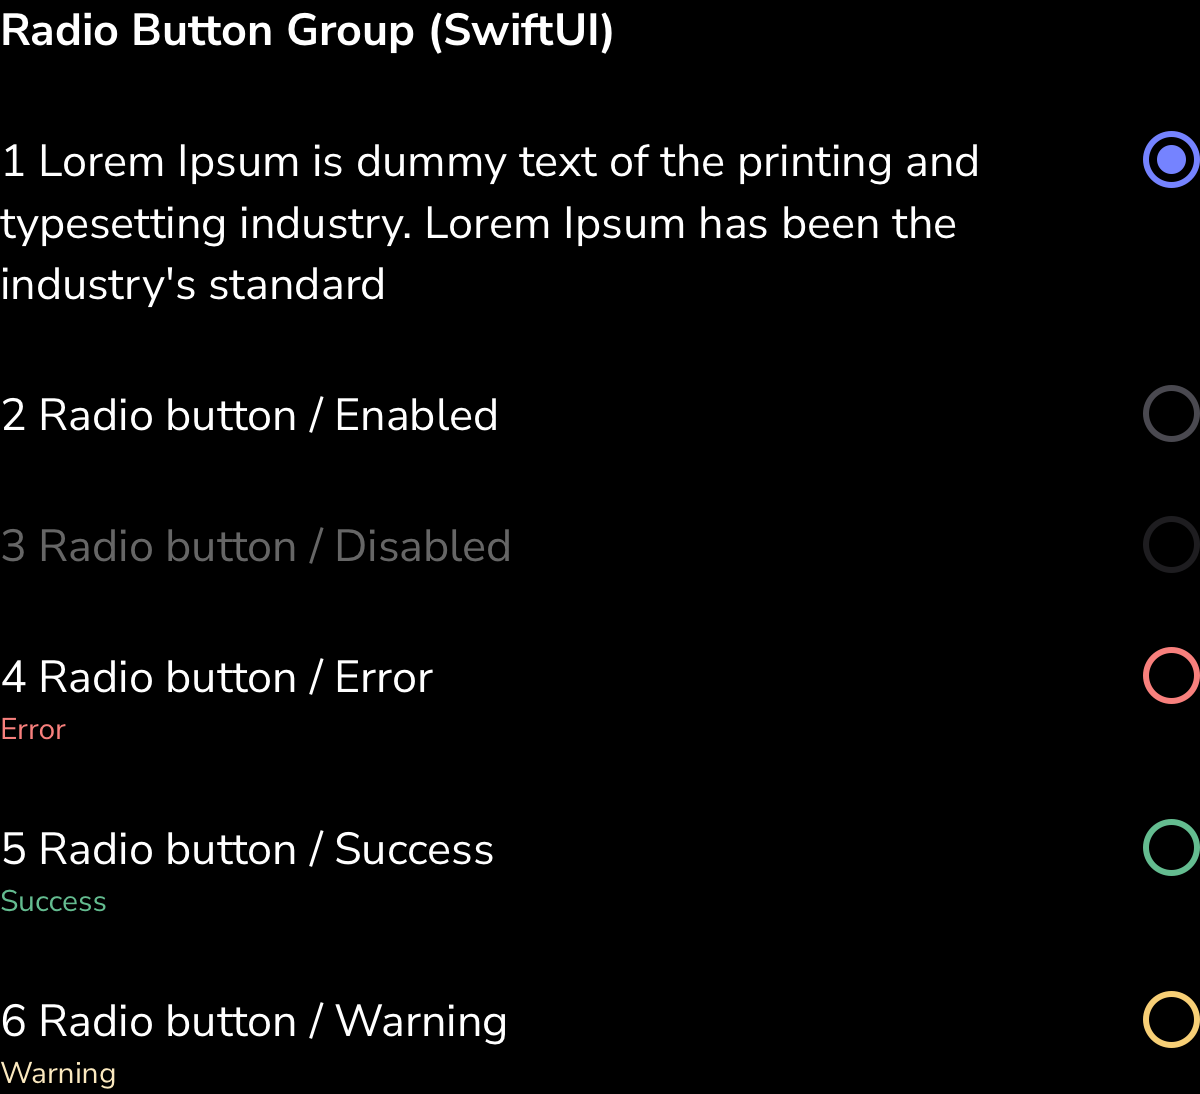 Radio Button Group (SwiftUI)
1 Lorem Ipsum is dummy text of the printing and
typesetting industry. Lorem Ipsum has been the
industry's standard
2 Radio button / Enabled
3 Radio button / Disabled
4 Radio button / Error
Error
5 Radio button / Success
Success
6 Radio button / Warning
Warning